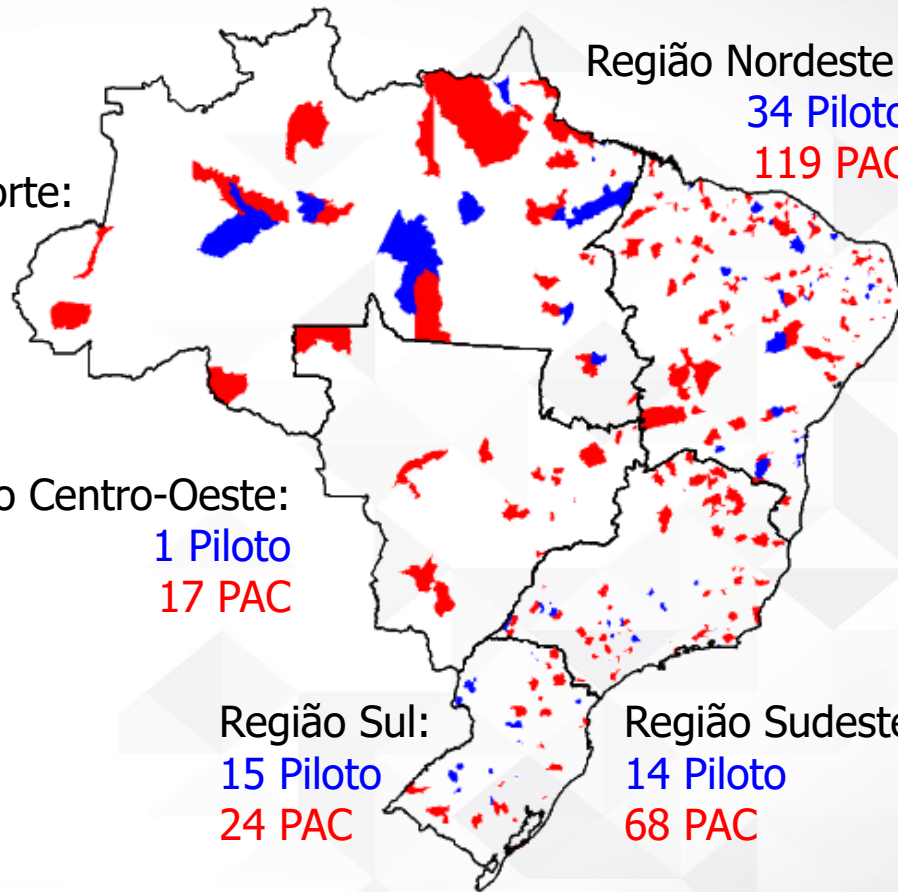 Região Nordeste
34 Piloto
119 PAC
orte:
o Centro-Oeste:
1 Piloto
17 PAC
Região Sul:
15 Piloto
24 PAC
Região Sudeste
14 Piloto
68 PAC